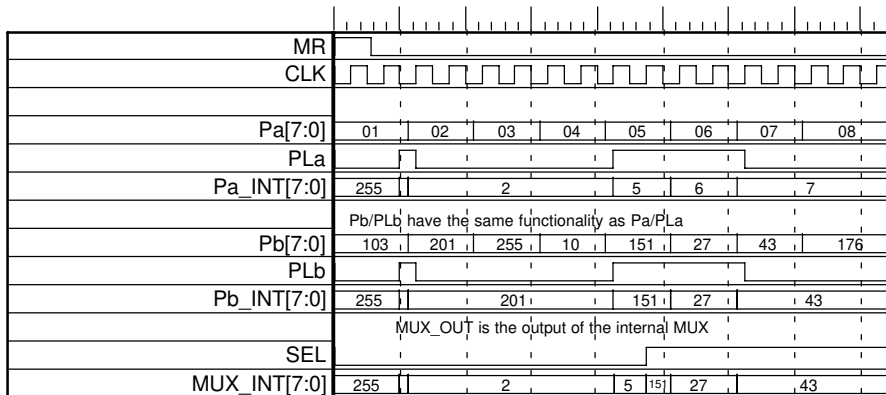 MR
CLK
Pa[7:0] 01 02 03 04 05 06 07 08
PLa
Pa_INT[7:0] 255 2 5 6 7
Pb/PLb have the same functionality as Pa/PLa
Pb[7:0] 103 201 255 10 151 27 43 176
PLb
Pb_INT[7:0] 255 201 151 27 43
MUX_OUT is the output of the internal MUX
SEL
MUX_INT[7:0] 255 2 5 151 27 43